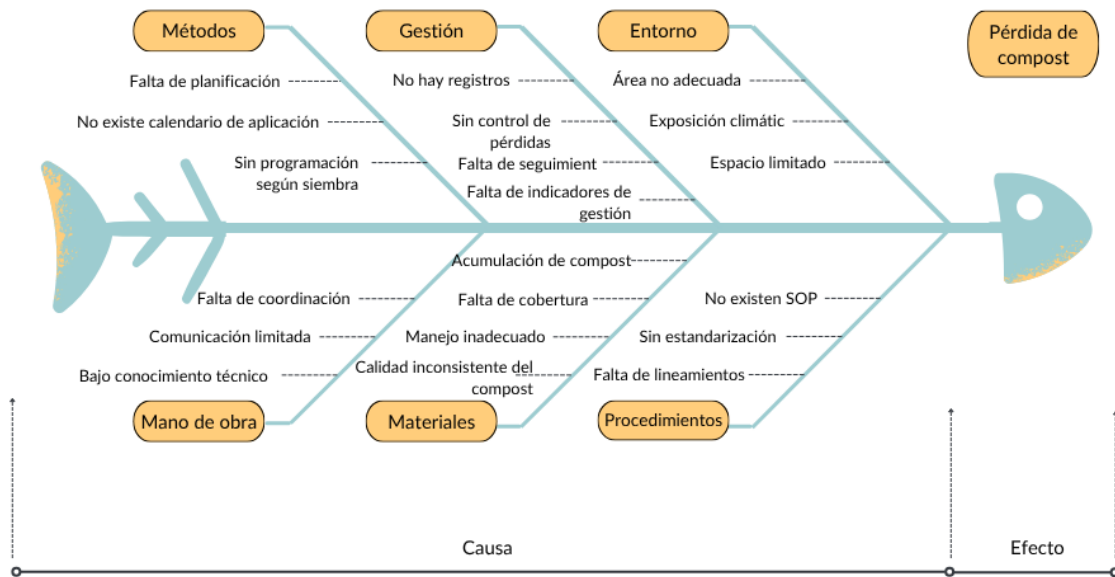 Métodos
Gestión
Entorno
Pérdida de
compost
Falta de planificación
No existe calendario de aplicación
Sin programación
según siembra
No hay registros
Sin control de
pérdidas
Falta de seguimient
Falta de indicadores de
gestión
Área no adecuada
Exposición climátic
Espacio limitado
Falta de coordinación
Comunicación limitada
Bajo conocimiento técnico
Acumulación de compost
Falta de cobertura
Manejo inadecuado
Calidad inconsistente del
compost
No existen SOP
Sin estandarización
Falta de lineamientos
Mano de obra
Materiales
Procedimientos
Causa
Efecto